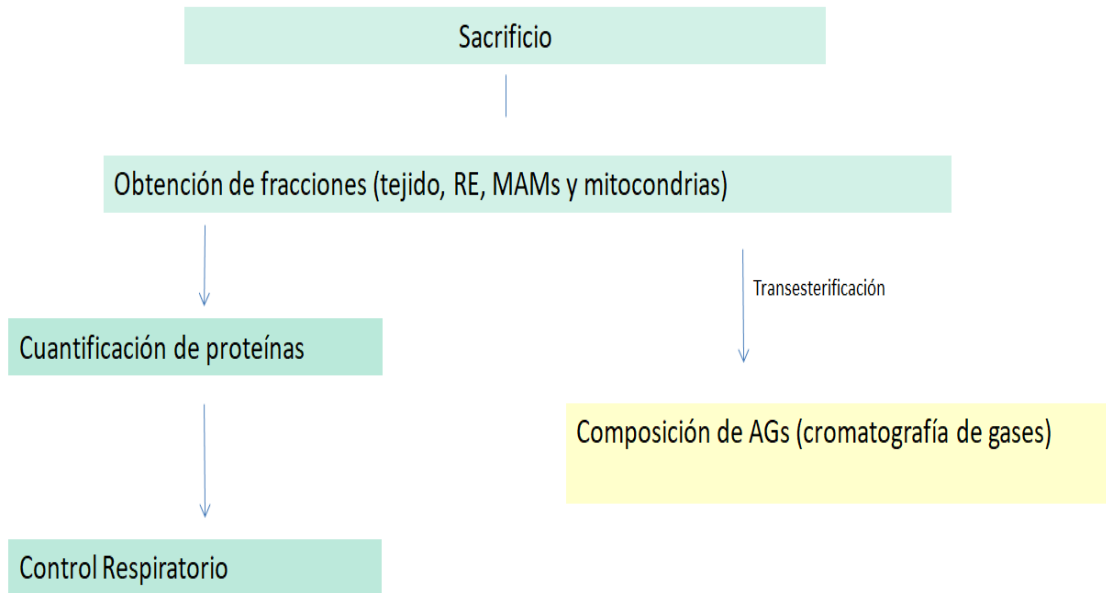 Sacrificio
Obtención de fracciones (tejido, RE, MAMs y mitocondrias)
Transesterificación
Cuantificación de proteínas
Composición de AGs (cromatografía de gases)
Control Respiratorio